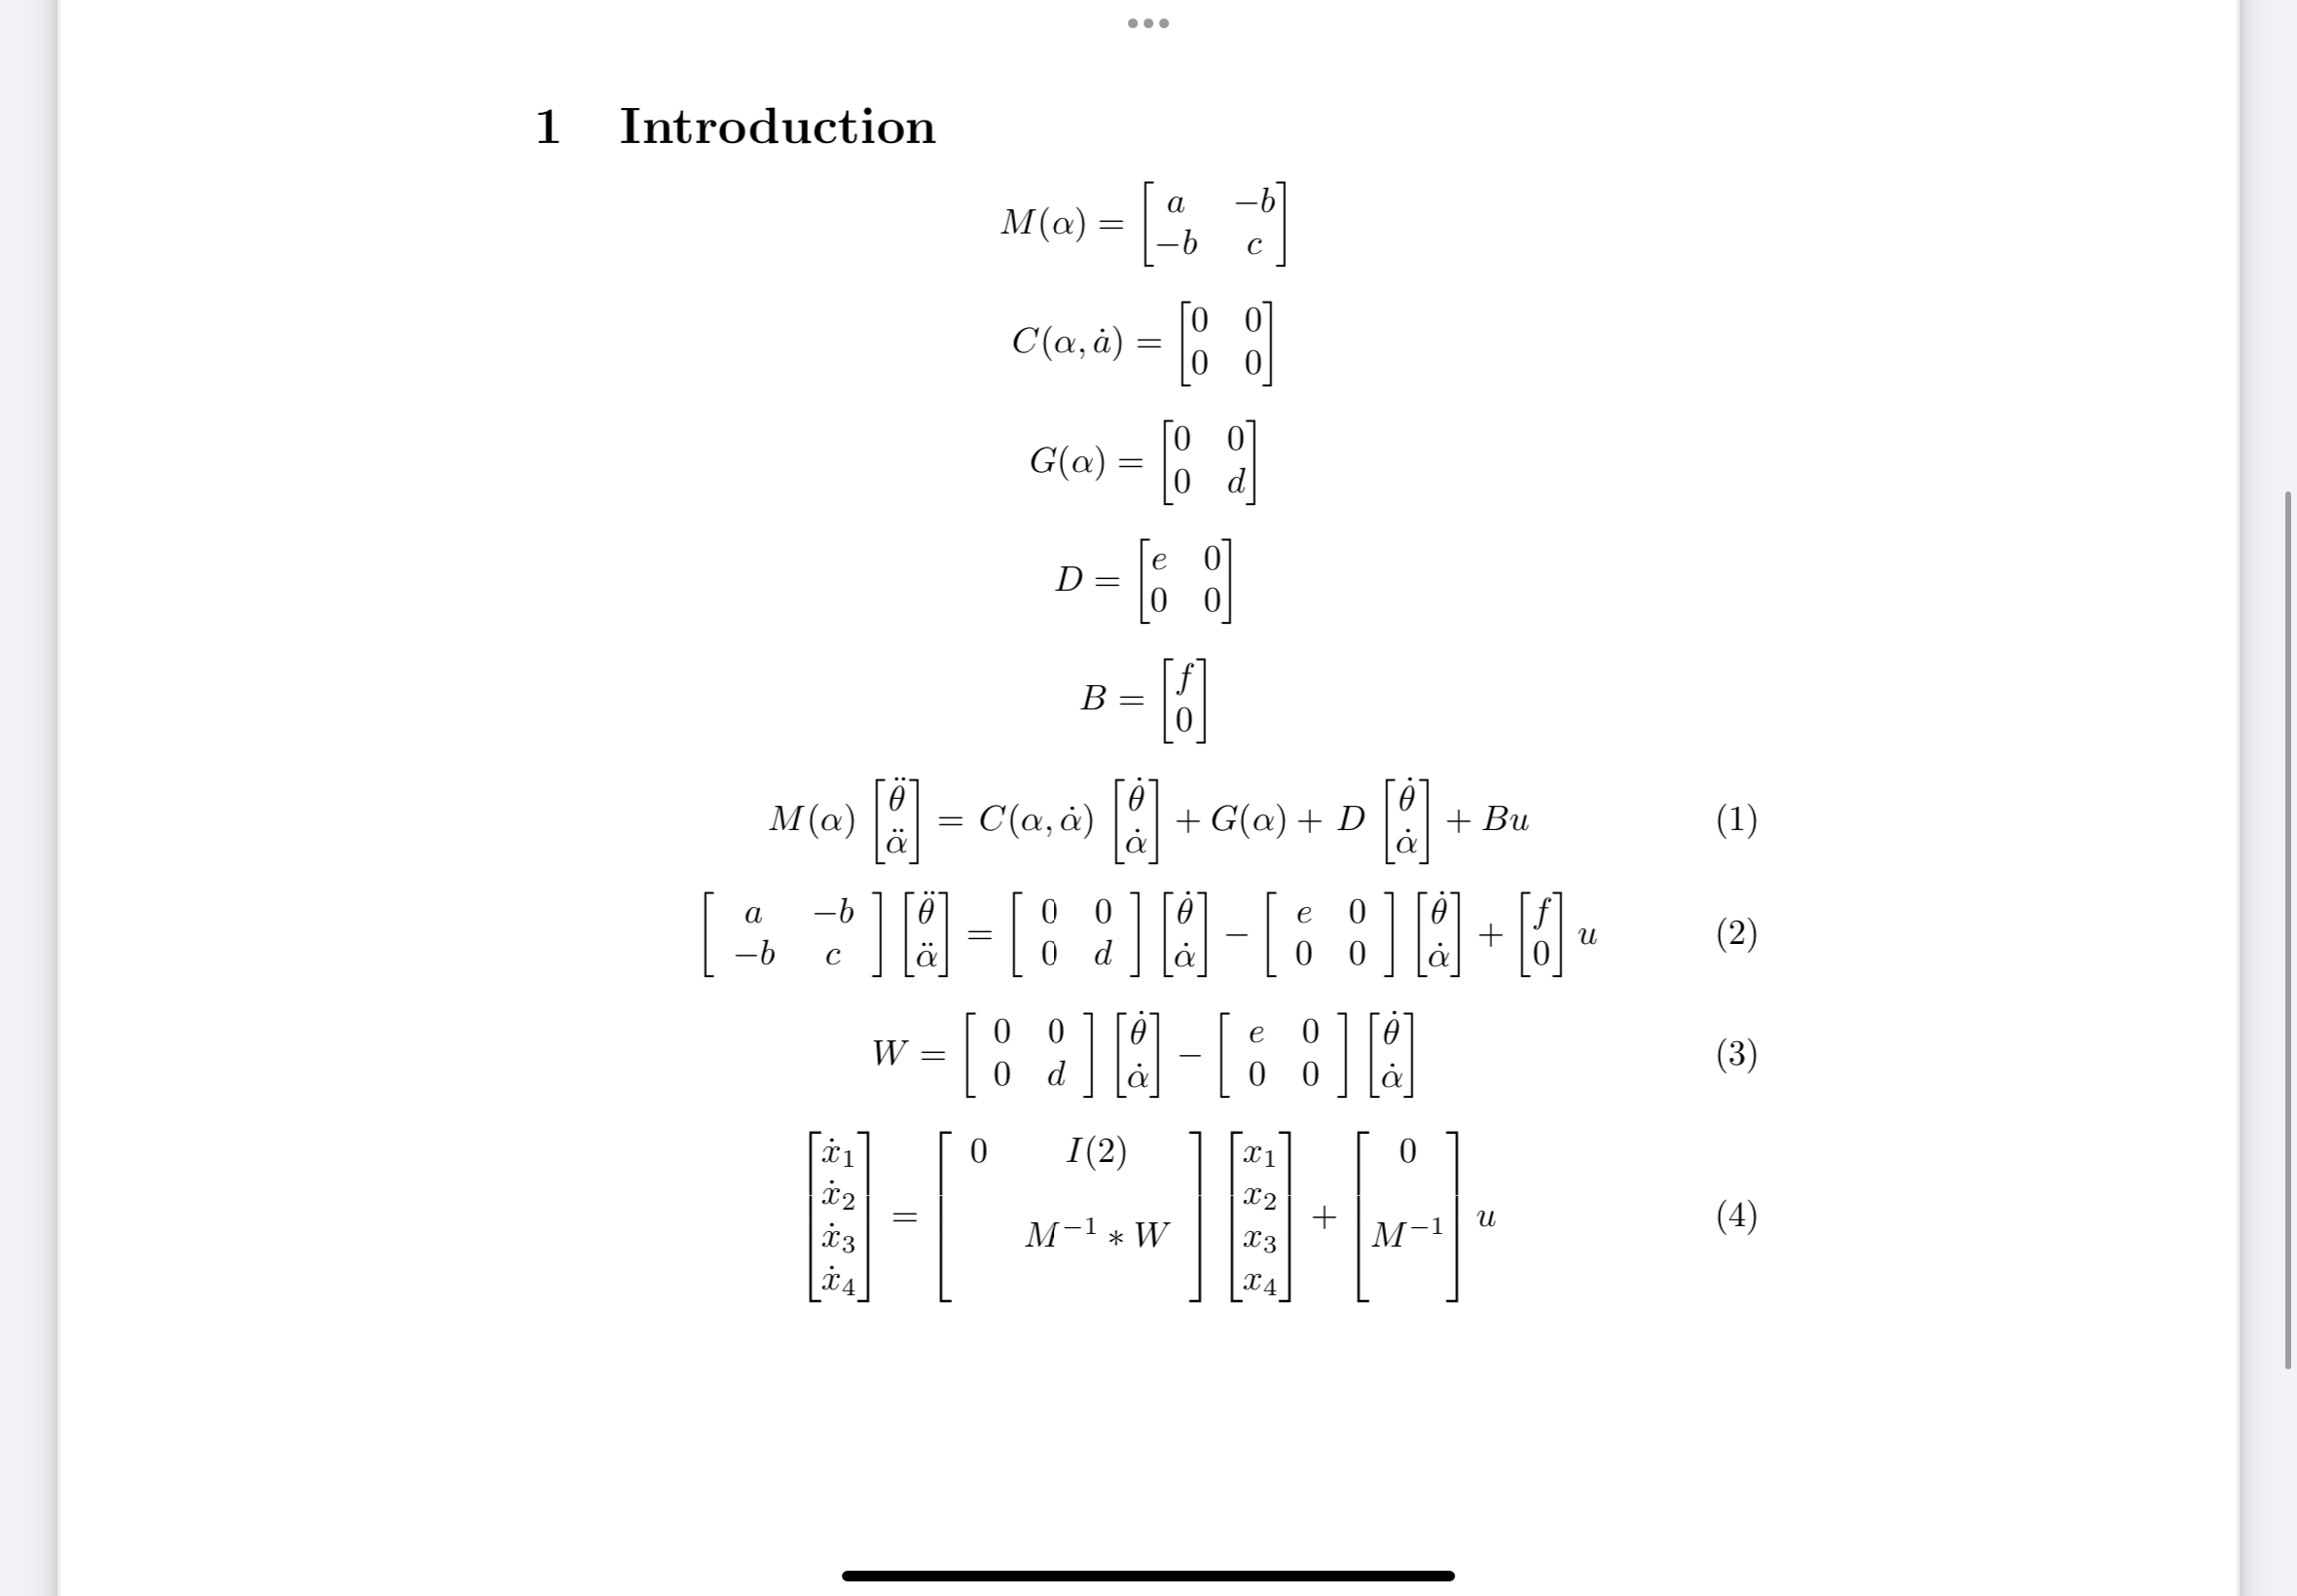 1 Introduction
M(α) = [a −b; −b c]
C(α, ȧ) = [0 0; 0 0]
G(α) = [0 0; 0 d]
D = [e 0; 0 0]
B = [f; 0]
M(α) [θ̈; α̈] = C(α, α̇) [θ̇; α̇] + G(α) + D [θ̇; α̇] + Bu (1)
[a −b; −b c] [θ̈; α̈] = [0 0; 0 d] [θ̇; α̇] − [e 0; 0 0] [θ̇; α̇] + [f; 0] u (2)
W = [0 0; 0 d] [θ̇; α̇] − [e 0; 0 0] [θ̇; α̇] (3)
[ẋ₁; ẋ₂; ẋ₃; ẋ₄] = [0 I(2); M⁻¹ ∗ W] [x₁; x₂; x₃; x₄] + [0; M⁻¹] u (4)